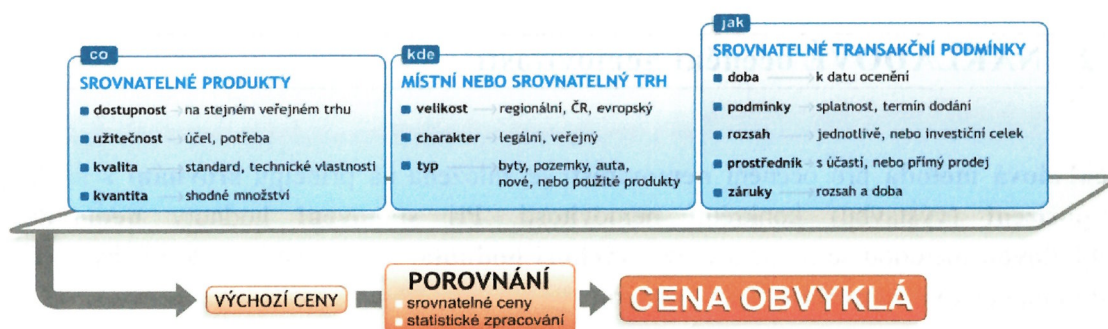 co
SROVNATELNÉ PRODUKTY
dostupnost na stejném veřejném trhu
užitečnost účel, potřeba
kvalita standard, technické vlastnosti
kvantita shodné množství
kde
MÍSTNÍ NEBO SROVNATELNÝ TRH
velikost regionální, ČR, evropský
charakter legální, veřejný
typ byty, pozemky, auta,
nové, nebo použité produkty
jak
SROVNATELNÉ TRANSAKČNÍ PODMÍNKY
doba k datu ocenění
podmínky splatnost, termín dodání
rozsah jednotlivě, nebo investiční celek
prostředník s účastí, nebo přímý prodej
záruky rozsah a doba
VÝCHOZÍ CENY
POROVNÁNÍ
srovnatelné ceny
statistické zpracování
CENA OBVYKLÁ